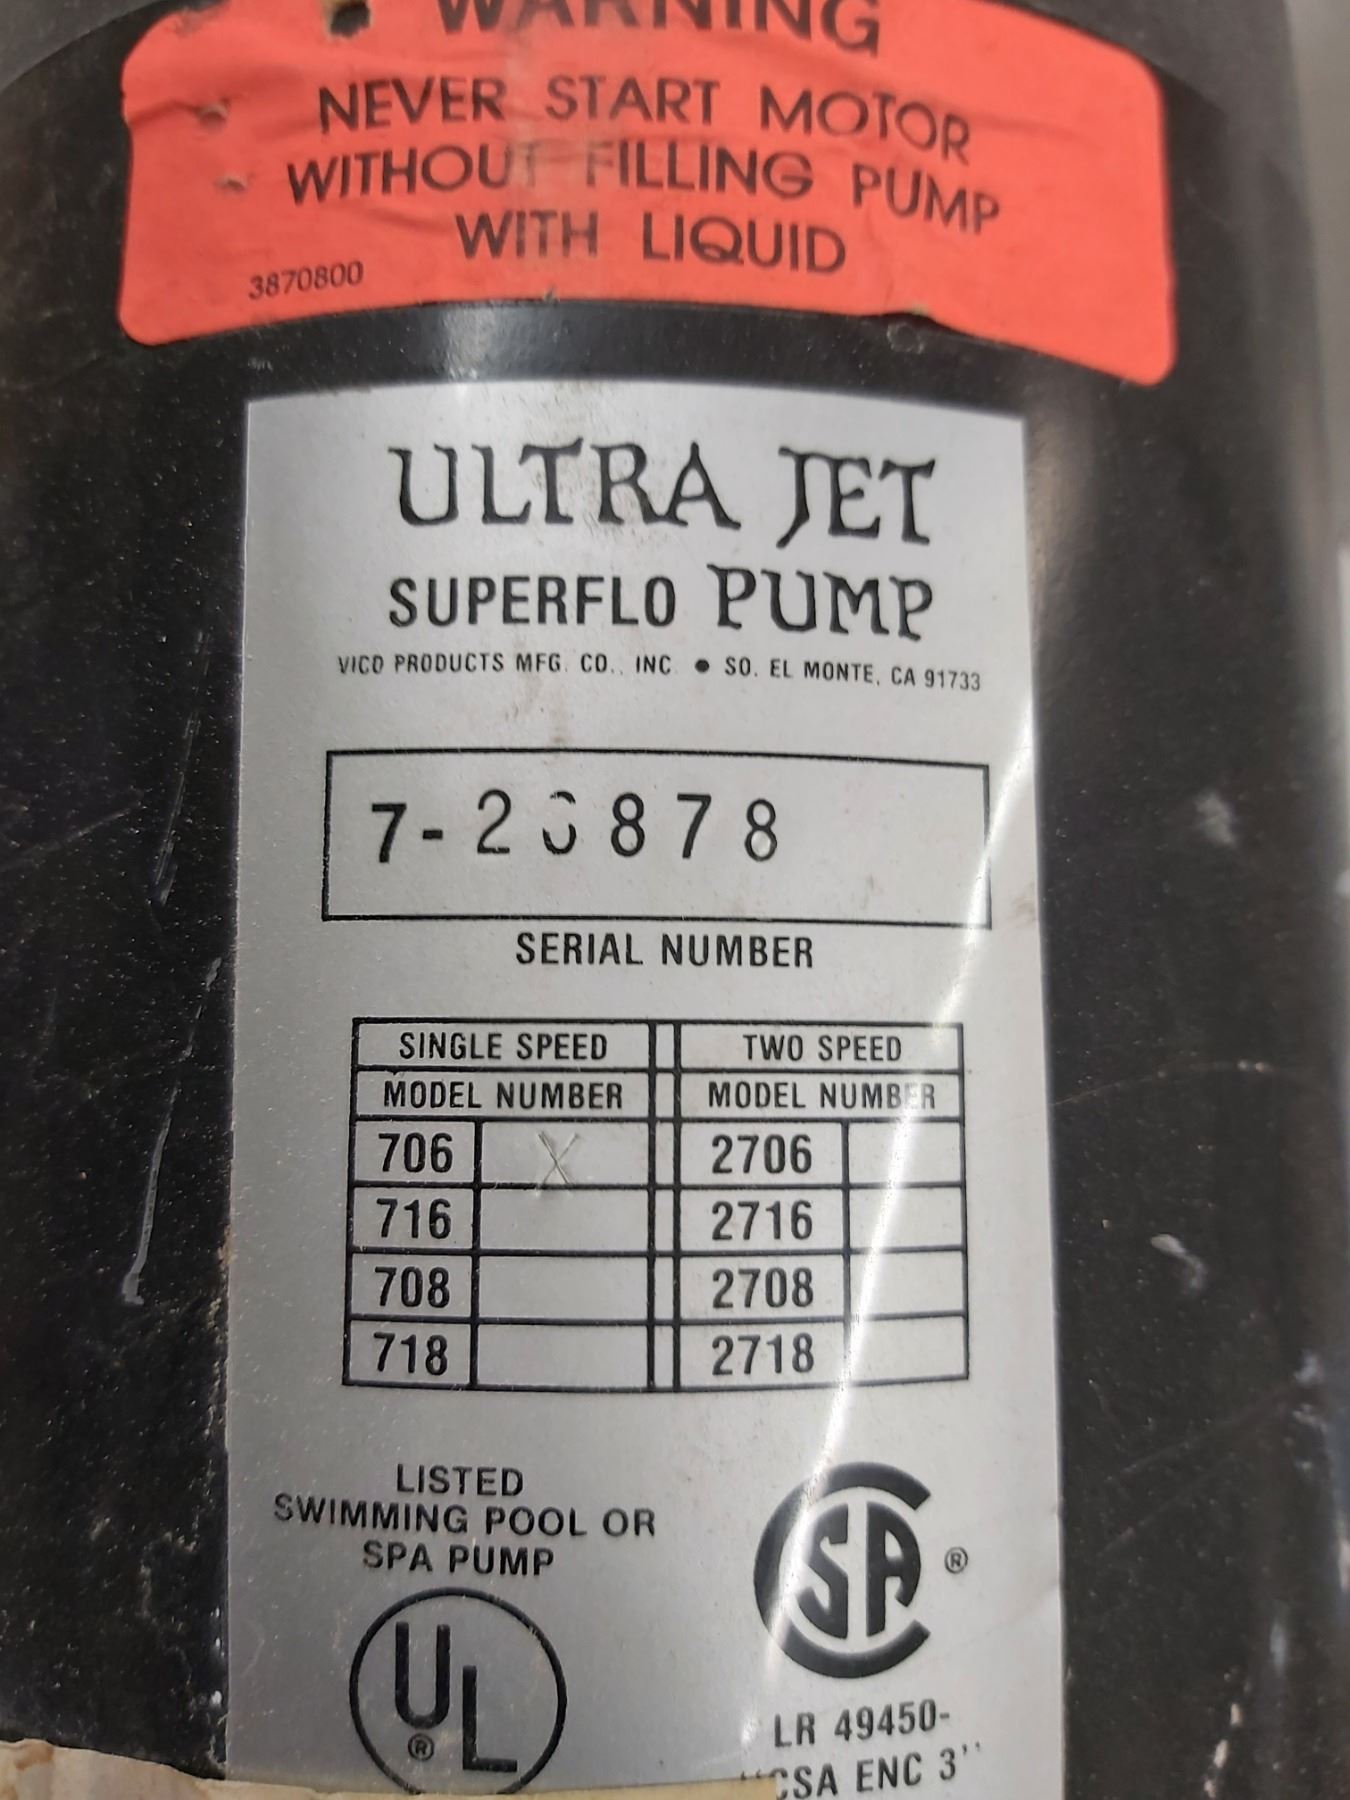 WARNING
NEVER START MOTOR
WITHOUT FILLING PUMP
WITH LIQUID
3870800
ULTRA JET
SUPERFLO PUMP
VICO PRODUCTS MFG. CO., INC. ● SO. EL MONTE, CA 91733
SERIAL NUMBER
SINGLE SPEED TWO SPEED
MODEL NUMBER MODEL NUMBER
706 X 2706
716 2716
708 2708
718 2718
LISTED
SWIMMING POOL OR
SPA PUMP
UL®
SA ®
LR 49450-
"CSA ENC 3"